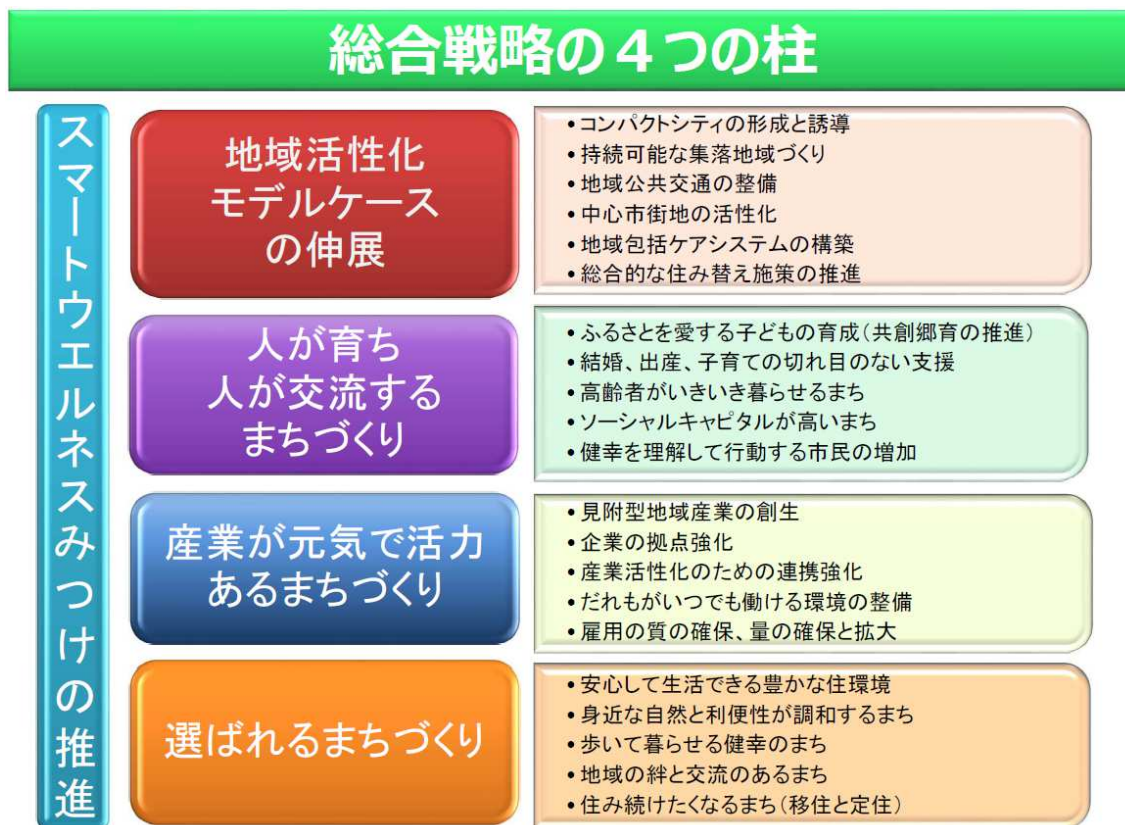 総合戦略の４つの柱
スマートウエルネスみつけの推進
地域活性化
モデルケース
の伸展
•コンパクトシティの形成と誘導
•持続可能な集落地域づくり
•地域公共交通の整備
•中心市街地の活性化
•地域包括ケアシステムの構築
•総合的な住み替え施策の推進
人が育ち
人が交流する
まちづくり
•ふるさとを愛する子どもの育成（共創郷育の推進）
•結婚、出産、子育ての切れ目のない支援
•高齢者がいきいき暮らせるまち
•ソーシャルキャピタルが高いまち
•健幸を理解して行動する市民の増加
産業が元気で活力
あるまちづくり
•見附型地域産業の創生
•企業の拠点強化
•産業活性化のための連携強化
•だれもがいつでも働ける環境の整備
•雇用の質の確保、量の確保と拡大
選ばれるまちづくり
•安心して生活できる豊かな住環境
•身近な自然と利便性が調和するまち
•歩いて暮らせる健幸のまち
•地域の絆と交流のあるまち
•住み続けたくなるまち（移住と定住）